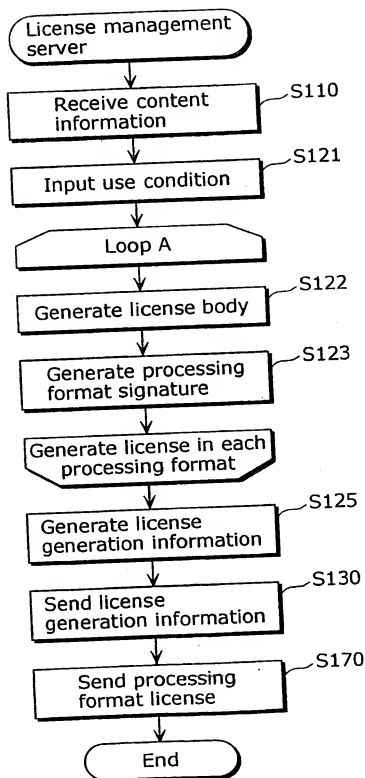 License management
server
Receive content
information
S110
Input use condition
S121
Loop A
Generate license body
S122
Generate processing
format signature
S123
Generate license in each
processing format
Generate license
generation information
S125
Send license
generation information
S130
Send processing
format license
S170
End